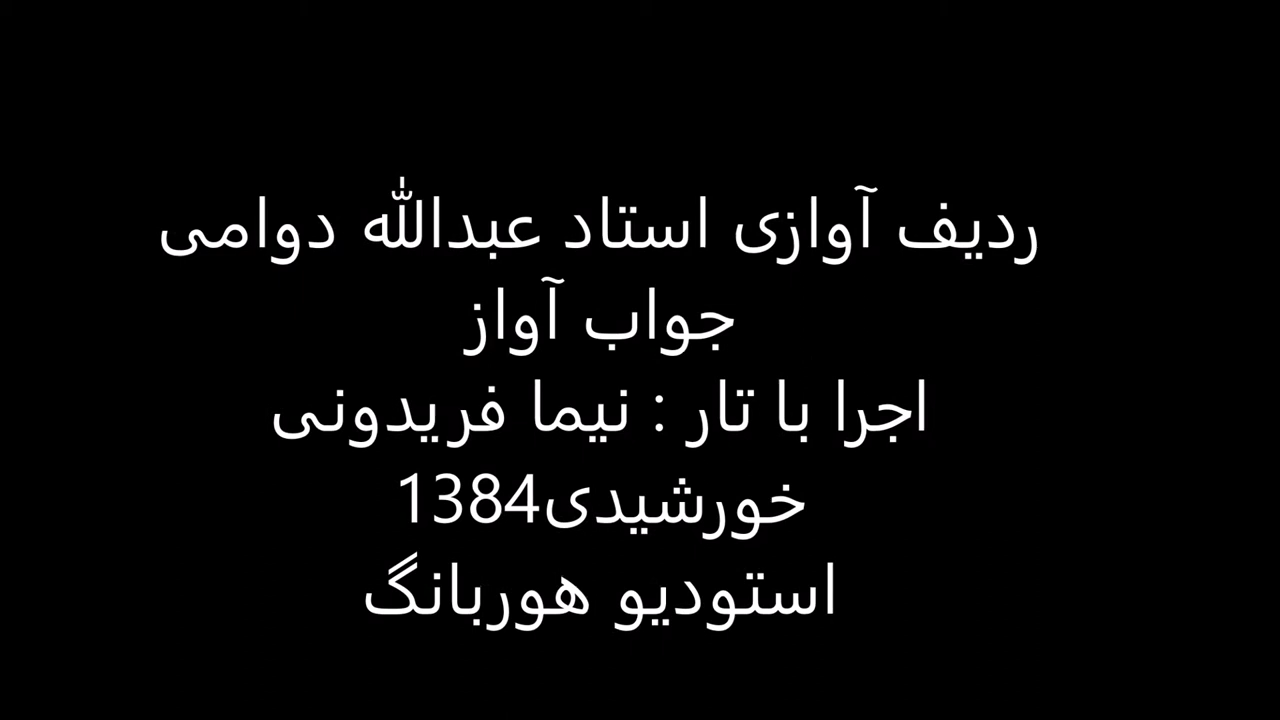 ردیف آوازی استاد عبدالله دوامی
جواب آواز
اجرا با تار : نیما فریدونی
خورشیدی1384
استودیو هوربانگ